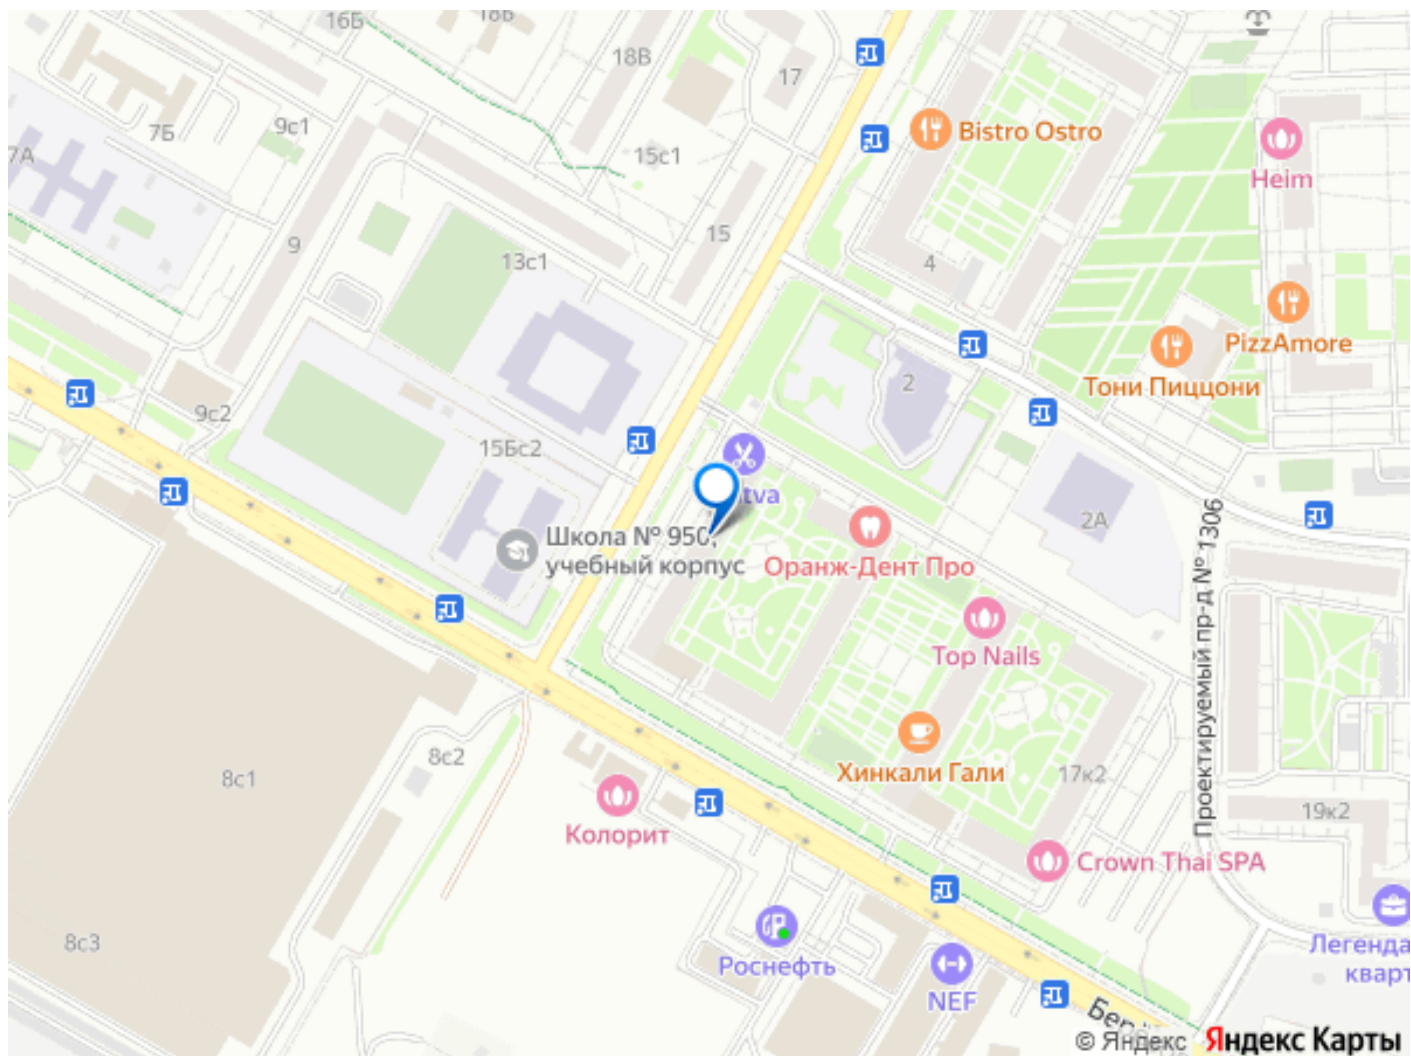 16Б
18Б
18В
17
7Б
9с1
7А
15с1
Bistro Ostro
Heim
9
13с1
15
4
PizzAmore
Тони Пиццони
2
9с2
15Бс2
2А
Школа № 950,
учебный корпус
Оранж-Дент Про
Проектируемый пр-д № 1306
Top Nails
8с2
8с1
Хинкали Гали
17к2
19к2
Колорит
Crown Thai SPA
8с3
Роснефть
NEF
Легенда
кварт
© Яндекс Яндекс Карты